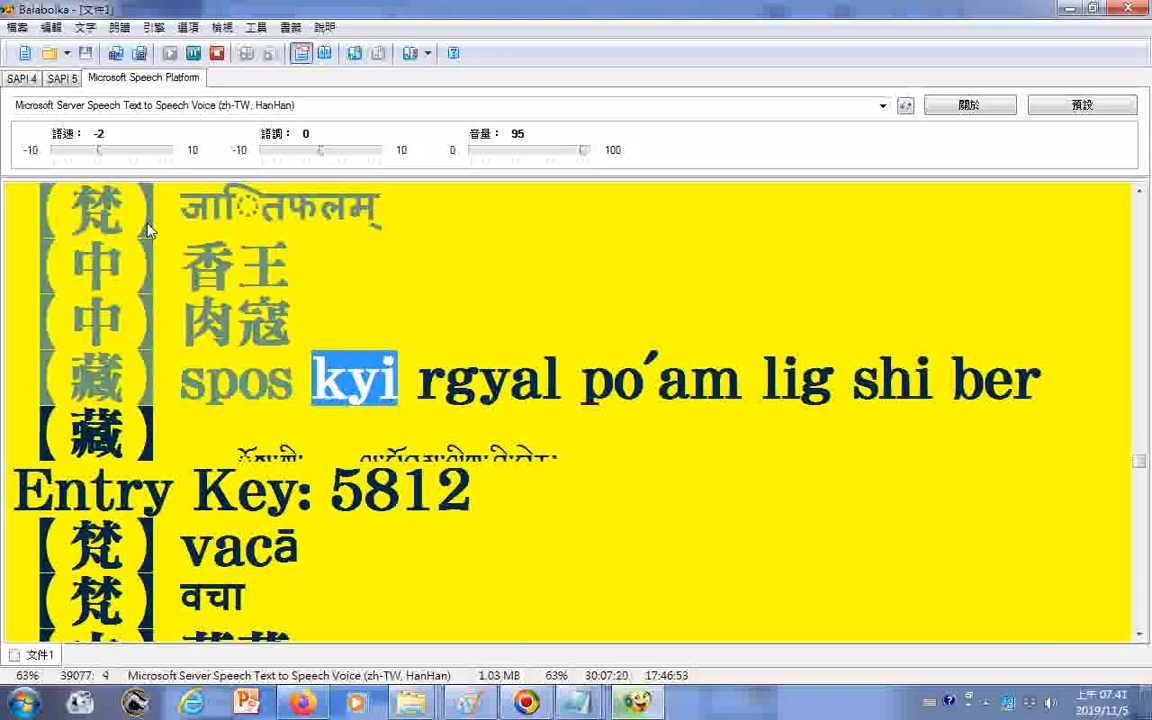 Balabolka - [文件1]
檔案 編輯 文字 朗讀 引擎 選項 檢視 工具 書籤 說明
SAPI 4 SAPI 5 Microsoft Speech Platform
Microsoft Server Speech Text to Speech Voice (zh-TW, HanHan) 關於 預設
語速： -2 語調： 0 音量： 95
-10 10 -10 10 0 100
【梵】 जाितफलम्
【中】 香王
【中】 肉寇
【藏】 spos kyi rgyal po´am lig shi ber
【藏】
Entry Key: 5812
【梵】 vacā
【梵】 वचा
文件1
63% 39077: 4 Microsoft Server Speech Text to Speech Voice (zh-TW, HanHan) 1.03 MB 63% 30:07:20 17:46:53
上午 07:41
2019/11/5